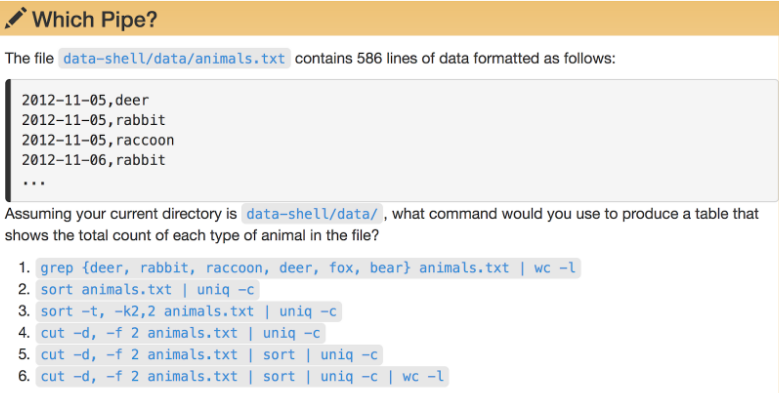 Which Pipe?
The file data-shell/data/animals.txt contains 586 lines of data formatted as follows:
2012-11-05,deer
2012-11-05,rabbit
2012-11-05,raccoon
2012-11-06,rabbit
...
Assuming your current directory is data-shell/data/, what command would you use to produce a table that
shows the total count of each type of animal in the file?
1. grep {deer, rabbit, raccoon, deer, fox, bear} animals.txt | wc -l
2. sort animals.txt | uniq -c
3. sort -t, -k2,2 animals.txt | uniq -c
4. cut -d, -f 2 animals.txt | uniq -c
5. cut -d, -f 2 animals.txt | sort | uniq -c
6. cut -d, -f 2 animals.txt | sort | uniq -c | wc -l